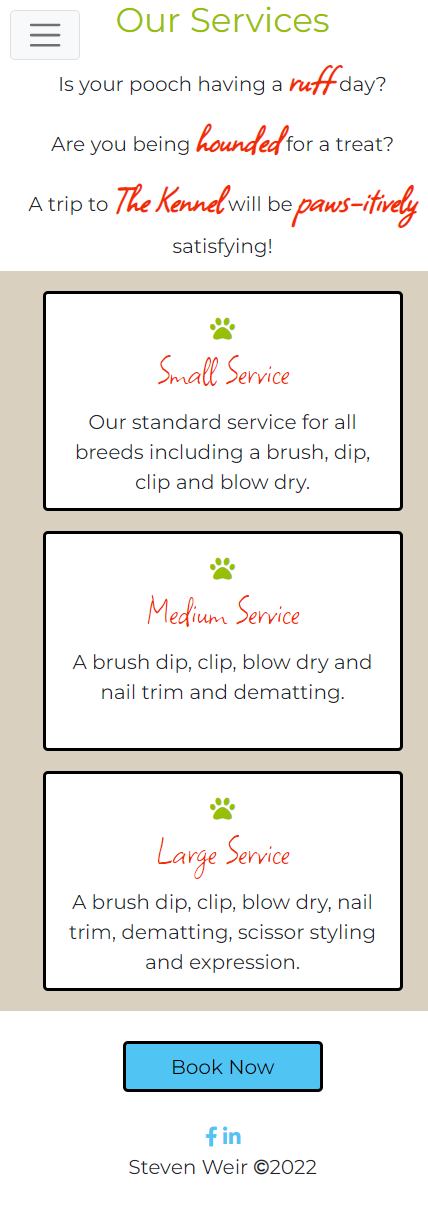 Our Services
Is your pooch having a ruff day?
Are you being hounded for a treat?
A trip to The Kennel will be paws-itively
satisfying!
Small Service
Our standard service for all
breeds including a brush, dip,
clip and blow dry.
Medium Service
A brush dip, clip, blow dry and
nail trim and dematting.
Large Service
A brush dip, clip, blow dry, nail
trim, dematting, scissor styling
and expression.
Book Now
Steven Weir ©2022